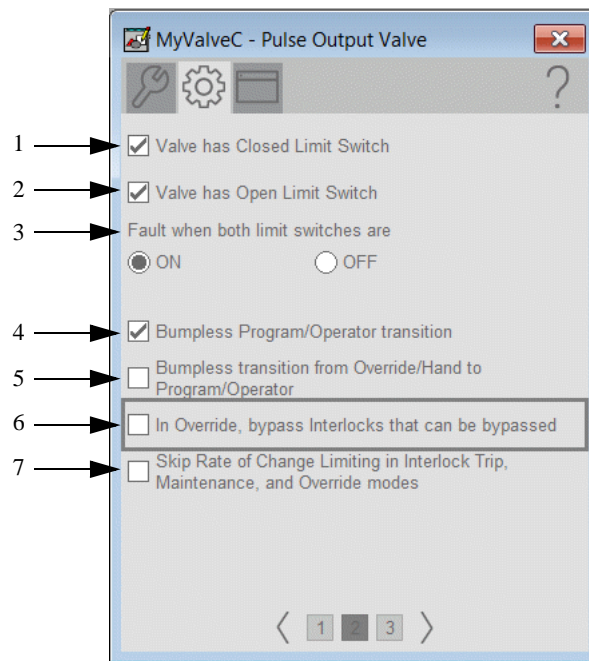 MyValveC - Pulse Output Valve
?
1 Valve has Closed Limit Switch
2 Valve has Open Limit Switch
3 Fault when both limit switches are
ON OFF
4 Bumpless Program/Operator transition
5 Bumpless transition from Override/Hand to
Program/Operator
6 In Override, bypass Interlocks that can be bypassed
7 Skip Rate of Change Limiting in Interlock Trip,
Maintenance, and Override modes
1 2 3